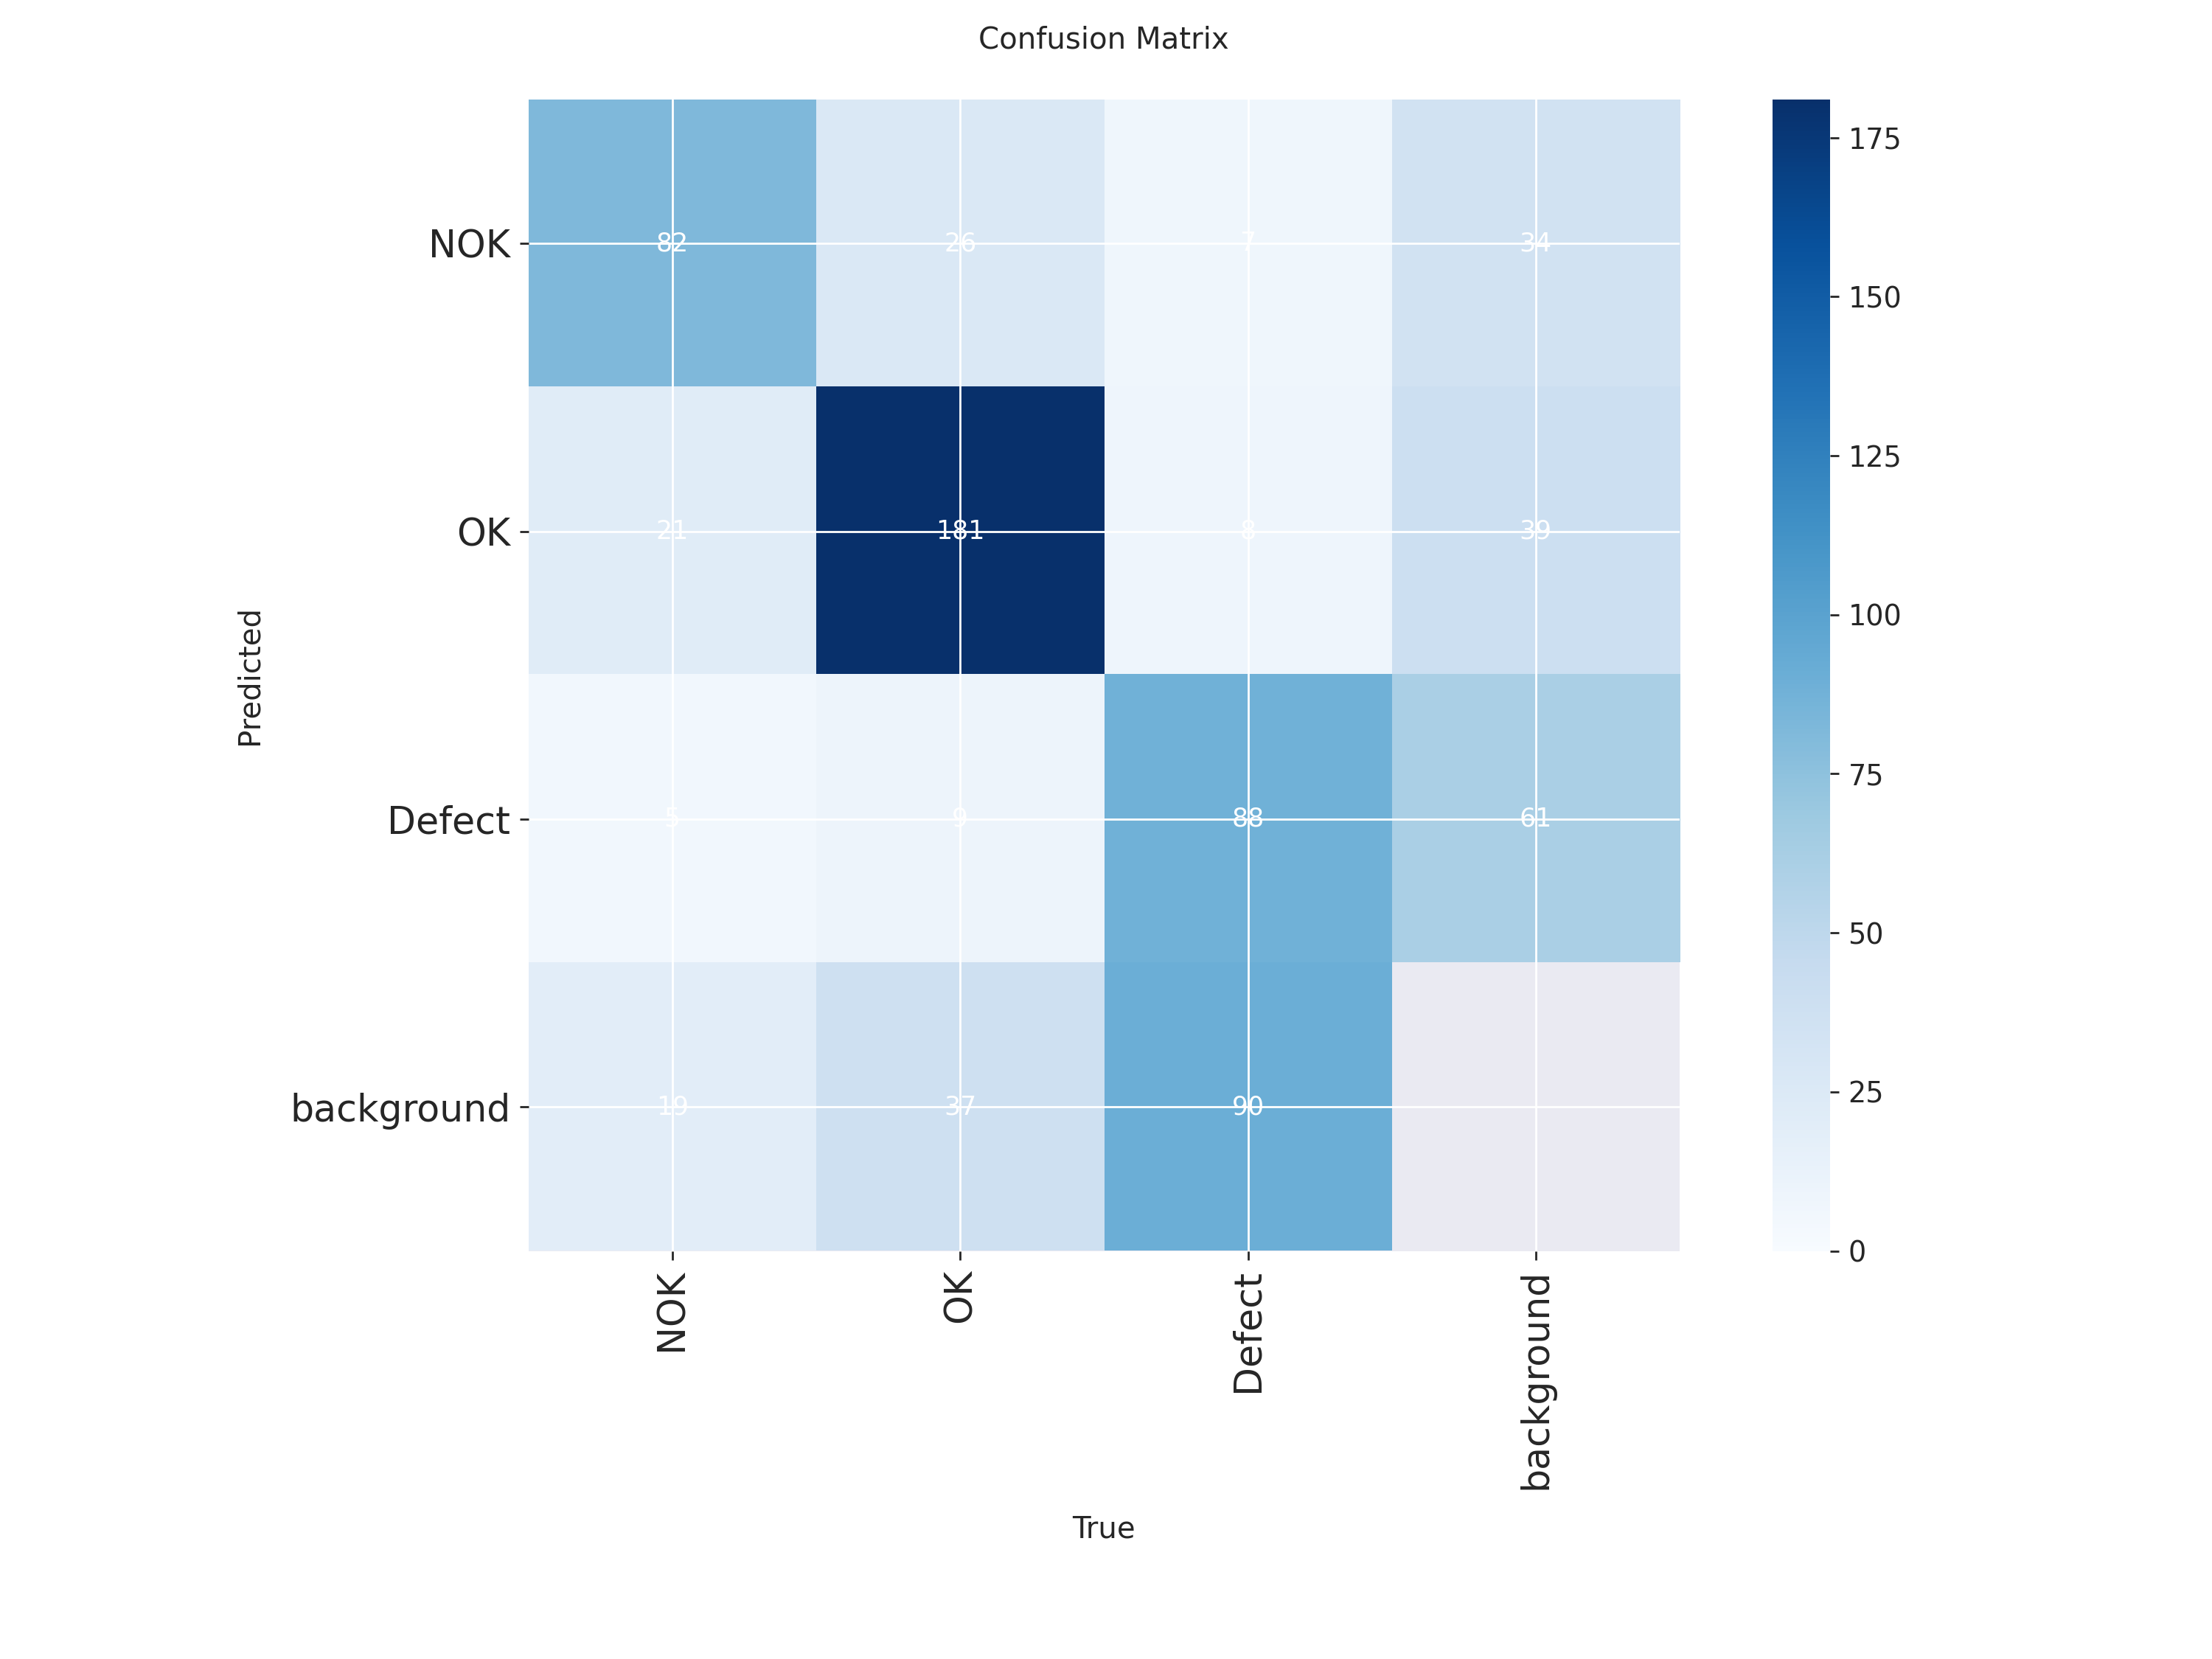 Confusion Matrix
NOK 82 26 7 34
OK 21 181 8 39
Defect 5 9 88 61
background 19 37 90
NOK OK Defect background
Predicted
True
175
150
125
100
75
50
25
0